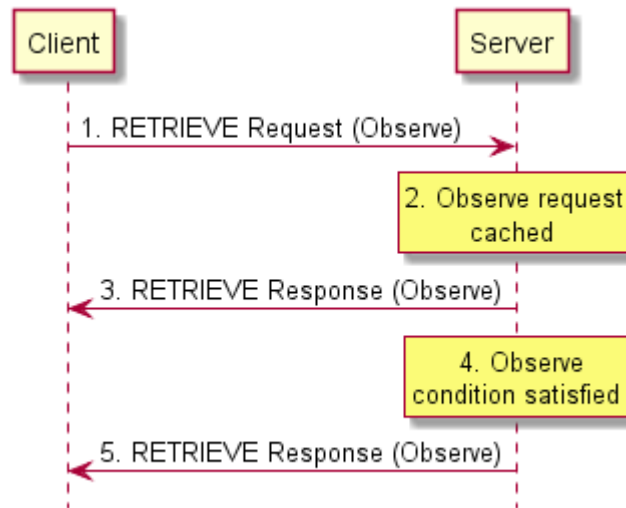 Client
Server
1. RETRIEVE Request (Observe)
2. Observe request
cached
3. RETRIEVE Response (Observe)
4. Observe
condition satisfied
5. RETRIEVE Response (Observe)